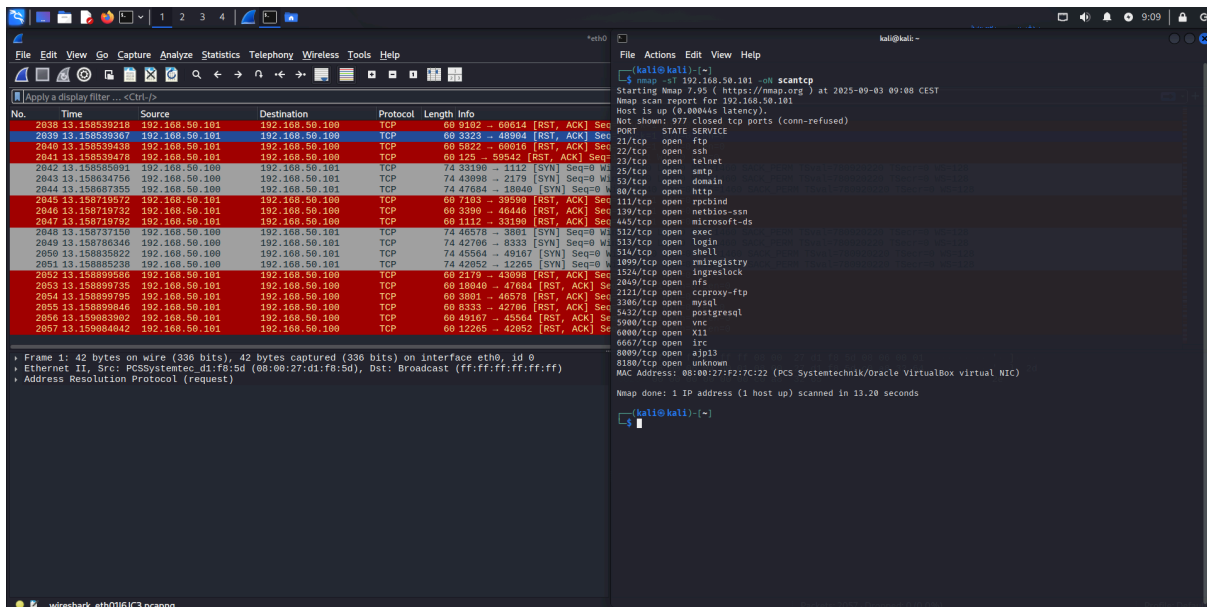 1 2 3 4
9:09
*eth0
File Edit View Go Capture Analyze Statistics Telephony Wireless Tools Help
Apply a display filter ... <Ctrl-/>
No. Time Source Destination Protocol Length Info
2038 13.158539218 192.168.50.101 192.168.50.100 TCP 60 9102 → 60614 [RST, ACK] Seq
2039 13.158539367 192.168.50.101 192.168.50.100 TCP 60 3323 → 48904 [RST, ACK] Seq
2040 13.158539438 192.168.50.101 192.168.50.100 TCP 60 5822 → 60016 [RST, ACK] Seq
2041 13.158539478 192.168.50.101 192.168.50.100 TCP 60 125 → 59542 [RST, ACK] Seq=
2042 13.158585091 192.168.50.100 192.168.50.101 TCP 74 33190 → 1112 [SYN] Seq=0 Wi
2043 13.158634756 192.168.50.100 192.168.50.101 TCP 74 43098 → 2179 [SYN] Seq=0 Wi
2044 13.158687355 192.168.50.100 192.168.50.101 TCP 74 47684 → 18040 [SYN] Seq=0 W
2045 13.158719572 192.168.50.101 192.168.50.100 TCP 60 7103 → 39590 [RST, ACK] Seq
2046 13.158719732 192.168.50.101 192.168.50.100 TCP 60 3390 → 46446 [RST, ACK] Seq
2047 13.158719792 192.168.50.101 192.168.50.100 TCP 60 1112 → 33190 [RST, ACK] Seq
2048 13.158737150 192.168.50.100 192.168.50.101 TCP 74 46578 → 3801 [SYN] Seq=0 Wi
2049 13.158786346 192.168.50.100 192.168.50.101 TCP 74 42706 → 8333 [SYN] Seq=0 Wi
2050 13.158835822 192.168.50.100 192.168.50.101 TCP 74 45564 → 49167 [SYN] Seq=0 W
2051 13.158885238 192.168.50.100 192.168.50.101 TCP 74 42052 → 12265 [SYN] Seq=0 W
2052 13.158899586 192.168.50.101 192.168.50.100 TCP 60 2179 → 43098 [RST, ACK] Seq
2053 13.158899735 192.168.50.101 192.168.50.100 TCP 60 18040 → 47684 [RST, ACK] Se
2054 13.158899795 192.168.50.101 192.168.50.100 TCP 60 3801 → 46578 [RST, ACK] Seq
2055 13.158899846 192.168.50.101 192.168.50.100 TCP 60 8333 → 42706 [RST, ACK] Seq
2056 13.159083902 192.168.50.101 192.168.50.100 TCP 60 49167 → 45564 [RST, ACK] Se
2057 13.159084042 192.168.50.101 192.168.50.100 TCP 60 12265 → 42052 [RST, ACK] Se
Frame 1: 42 bytes on wire (336 bits), 42 bytes captured (336 bits) on interface eth0, id 0
Ethernet II, Src: PCSSystemtec_d1:f8:5d (08:00:27:d1:f8:5d), Dst: Broadcast (ff:ff:ff:ff:ff:ff)
Address Resolution Protocol (request)
kali@kali: ~
File Actions Edit View Help
(kali㉿kali)-[~]
$ nmap -sT 192.168.50.101 -oN scantcp
Starting Nmap 7.95 ( https://nmap.org ) at 2025-09-03 09:08 CEST
Nmap scan report for 192.168.50.101
Host is up (0.00044s latency).
Not shown: 977 closed tcp ports (conn-refused)
PORT STATE SERVICE
21/tcp open ftp
22/tcp open ssh
23/tcp open telnet
25/tcp open smtp
53/tcp open domain
80/tcp open http
111/tcp open rpcbind
139/tcp open netbios-ssn
445/tcp open microsoft-ds
512/tcp open exec
513/tcp open login
514/tcp open shell
1099/tcp open rmiregistry
1524/tcp open ingreslock
2049/tcp open nfs
2121/tcp open ccproxy-ftp
3306/tcp open mysql
5432/tcp open postgresql
5900/tcp open vnc
6000/tcp open X11
6667/tcp open irc
8009/tcp open ajp13
8180/tcp open unknown
MAC Address: 08:00:27:F2:7C:22 (PCS Systemtechnik/Oracle VirtualBox virtual NIC)
Nmap done: 1 IP address (1 host up) scanned in 13.20 seconds
(kali㉿kali)-[~]
$